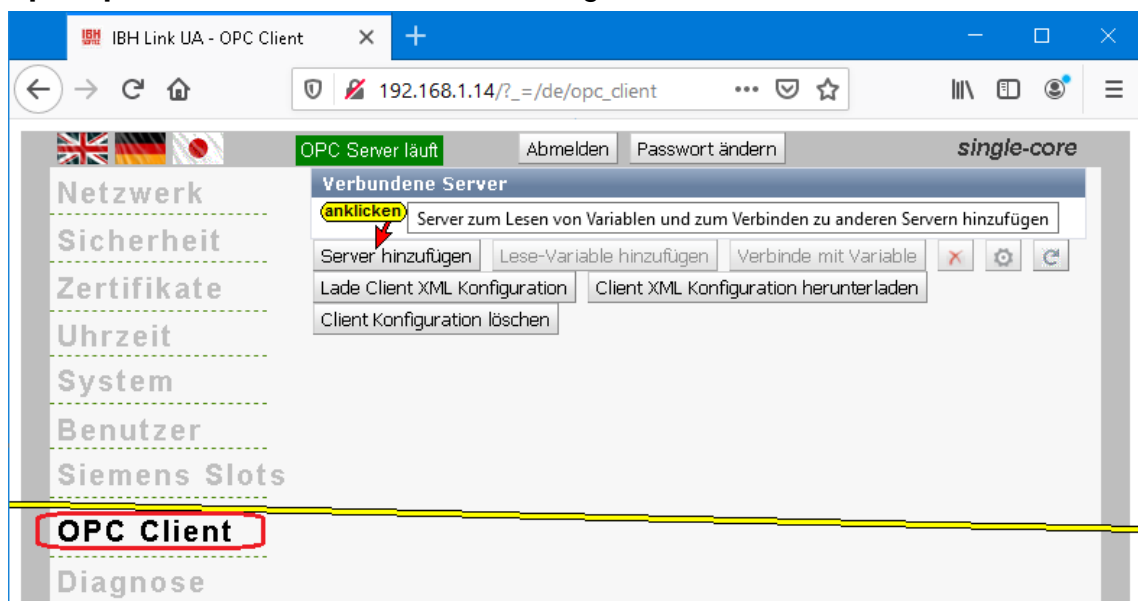 IBH Link UA - OPC Client
192.168.1.14/?_=/de/opc_client
OPC Server läuft
Abmelden
Passwort ändern
single-core
Netzwerk
Sicherheit
Zertifikate
Uhrzeit
System
Benutzer
Siemens Slots
OPC Client
Diagnose
Verbundene Server
anklicken
Server zum Lesen von Variablen und zum Verbinden zu anderen Servern hinzufügen
Server hinzufügen
Lese-Variable hinzufügen
Verbinde mit Variable
Lade Client XML Konfiguration
Client XML Konfiguration herunterladen
Client Konfiguration löschen